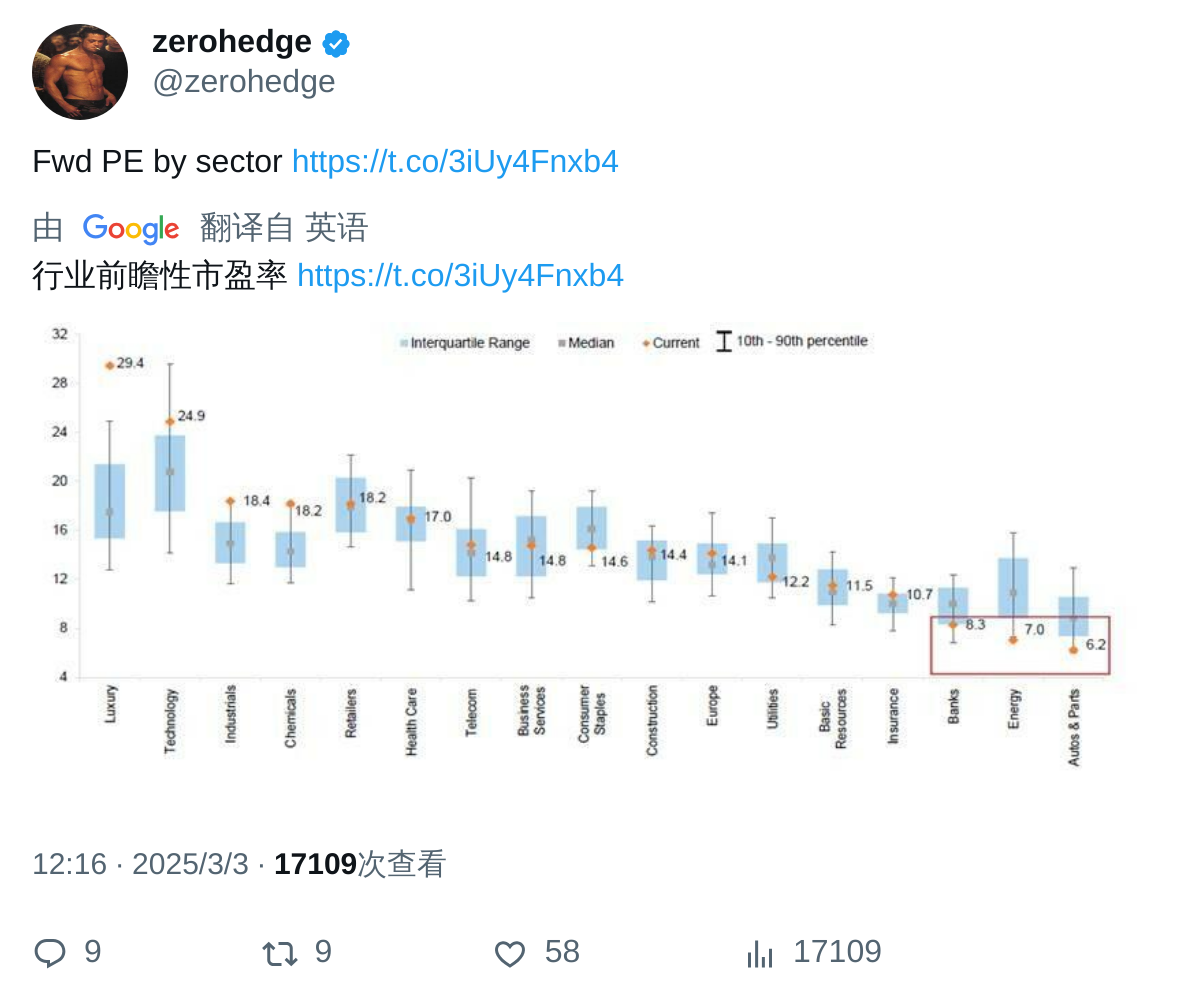 zerohedge
@zerohedge
Fwd PE by sector https://t.co/3iUy4Fnxb4
由 Google 翻译自 英语
行业前瞻性市盈率 https://t.co/3iUy4Fnxb4
Interquartile Range Median Current 10th - 90th percentile
32
28
24
20
16
12
8
4
29.4
24.9
18.4
18.2
18.2
17.0
14.8
14.8
14.6
14.4
14.1
12.2
11.5
10.7
8.3
7.0
6.2
Luxury
Technology
Industrials
Chemicals
Retailers
Health Care
Telecom
Business
Services
Consumer
Staples
Construction
Europe
Utilities
Basic
Resources
Insurance
Banks
Energy
Autos & Parts
12:16 · 2025/3/3 · 17109次查看
9 9 58 17109